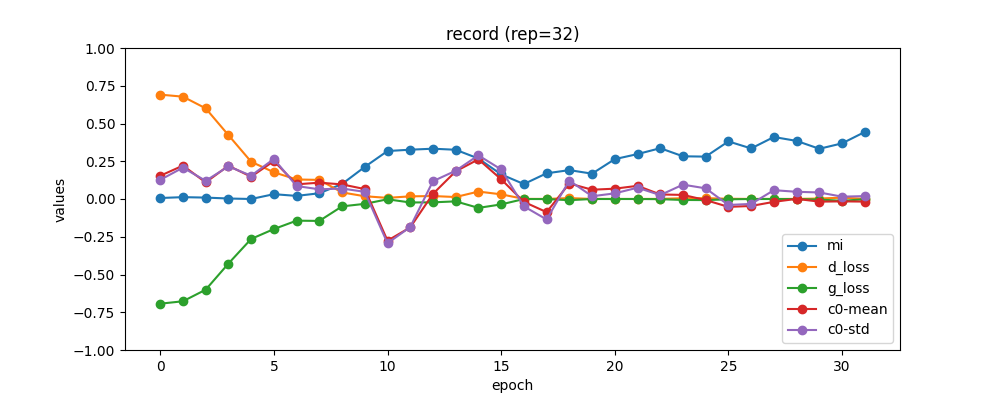 record (rep=32)
1.00
0.75
0.50
0.25
0.00
−0.25
−0.50
−0.75
−1.00
values
0 5 10 15 20 25 30
epoch
mi
d_loss
g_loss
c0-mean
c0-std